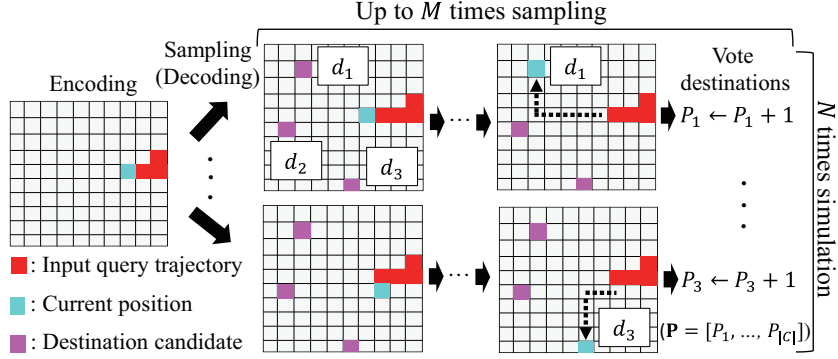 Up to M times sampling
Sampling
(Decoding)
Encoding
d₁
d₂
d₃
...
d₁
Vote
destinations
P₁ ← P₁ + 1
...
d₃
P₃ ← P₃ + 1
(P = [P₁, ..., P|C|])
N times simulation
: Input query trajectory
: Current position
: Destination candidate